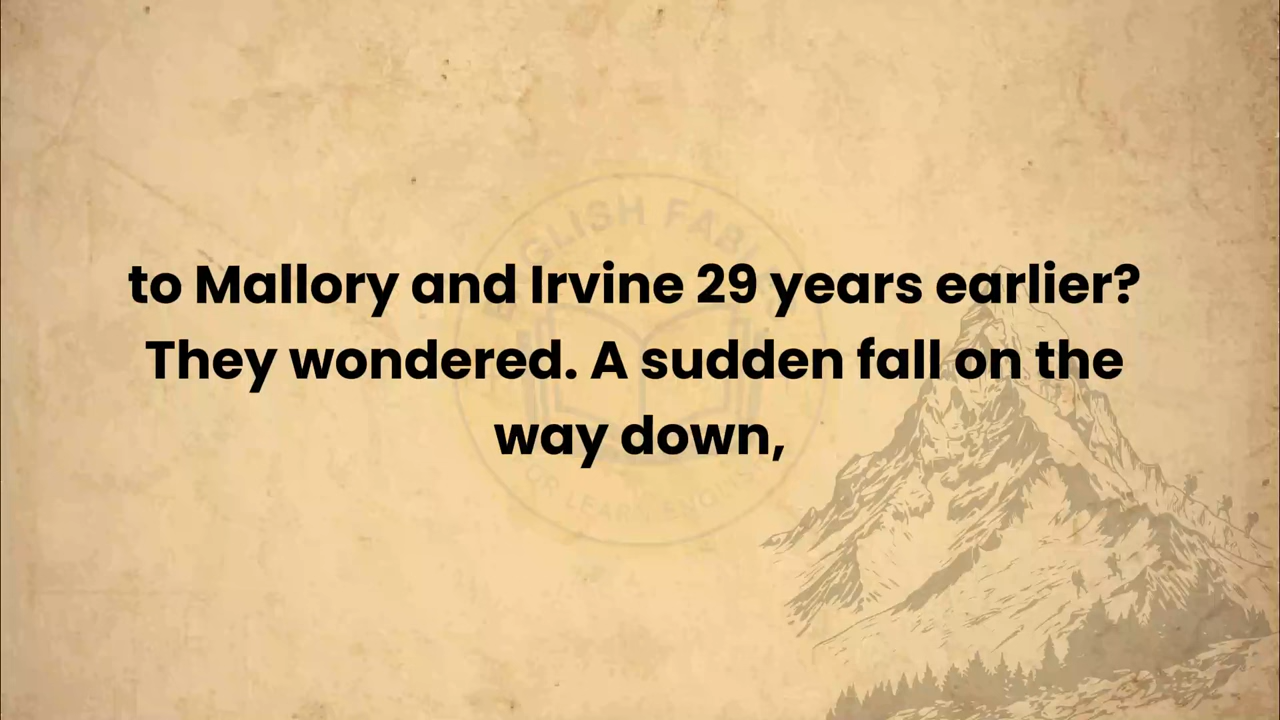 to Mallory and Irvine 29 years earlier?
They wondered. A sudden fall on the
way down,